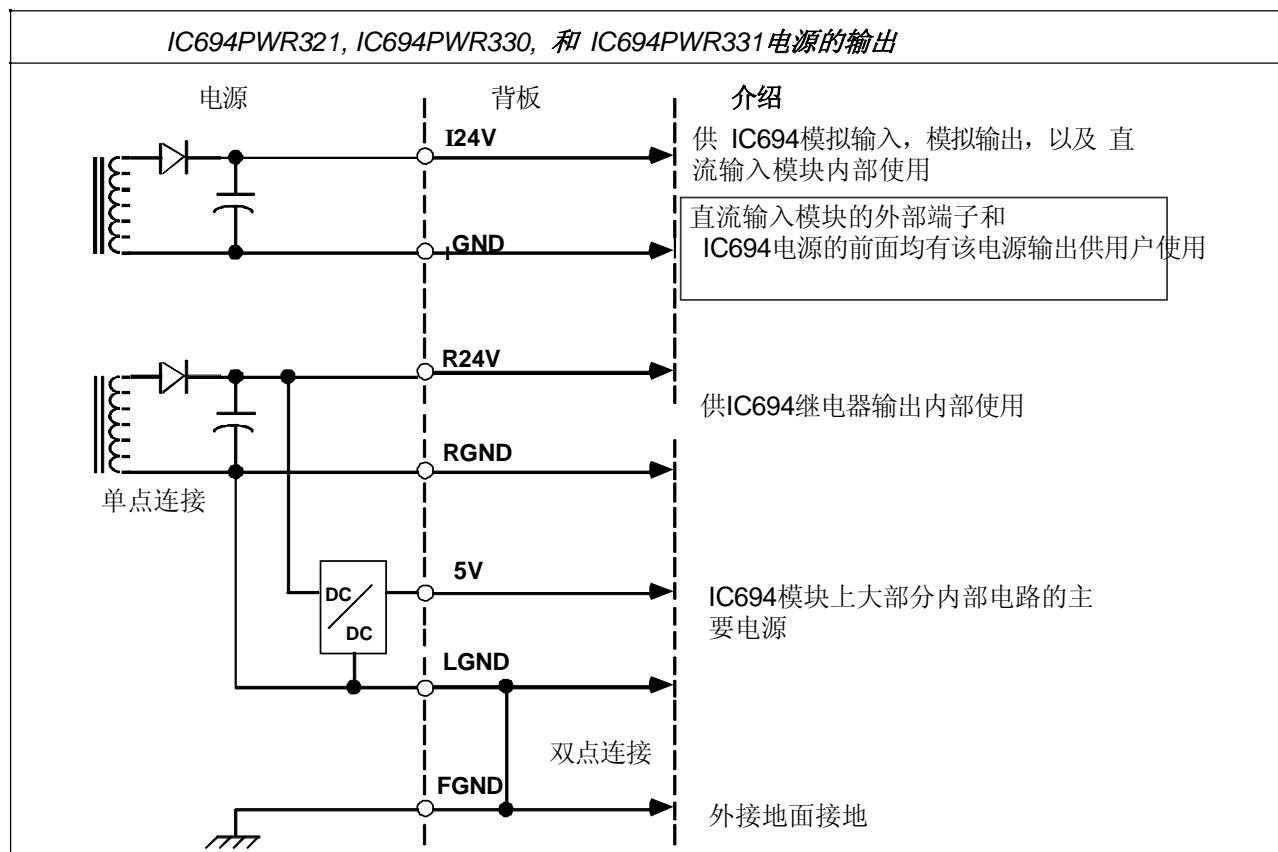 IC694PWR321, IC694PWR330, 和 IC694PWR331电源的输出
电源
背板
介绍
I24V
供 IC694模拟输入，模拟输出，以及 直
流输入模块内部使用
直流输入模块的外部端子和
IC694电源的前面均有该电源输出供用户使用
IGND
R24V
供IC694继电器输出内部使用
RGND
单点连接
5V
DC
DC
IC694模块上大部分内部电路的主
要电源
LGND
双点连接
FGND
外接地面接地